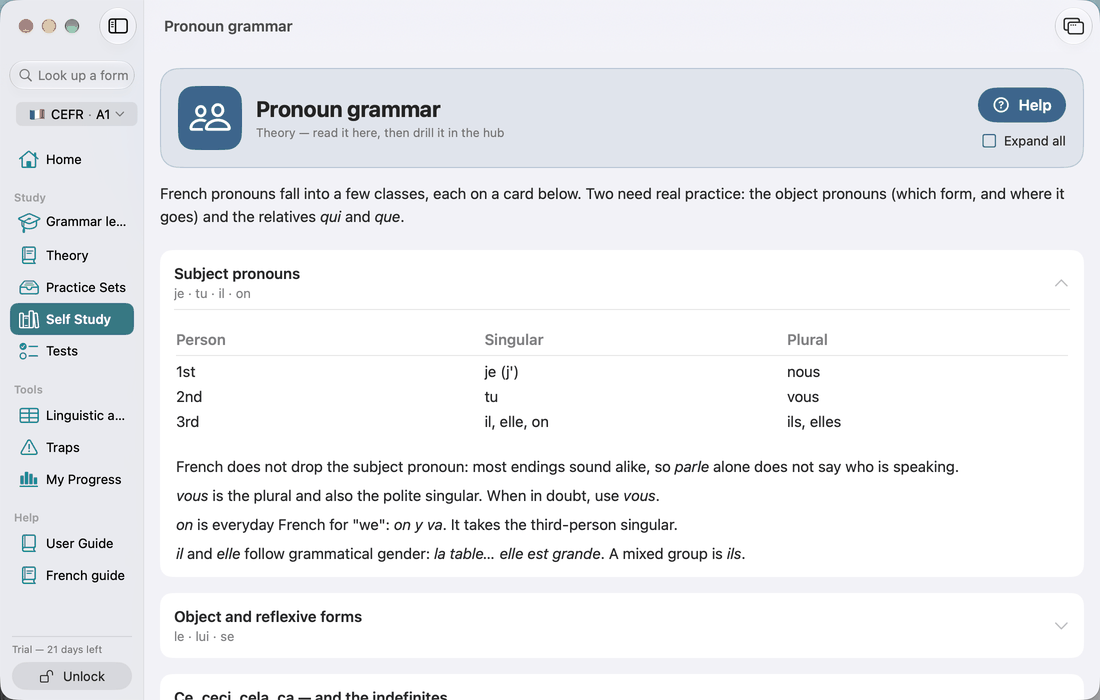 Pronoun grammar
Look up a form
CEFR · A1
Home
Study
Grammar le...
Theory
Practice Sets
Self Study
Tests
Tools
Linguistic a...
Traps
My Progress
Help
User Guide
French guide
Trial — 21 days left
Unlock
Pronoun grammar
Theory — read it here, then drill it in the hub
Help
Expand all
French pronouns fall into a few classes, each on a card below. Two need real practice: the object pronouns (which form, and where it
goes) and the relatives qui and que.
Subject pronouns
je · tu · il · on
Person Singular Plural
1st je (j') nous
2nd tu vous
3rd il, elle, on ils, elles
French does not drop the subject pronoun: most endings sound alike, so parle alone does not say who is speaking.
vous is the plural and also the polite singular. When in doubt, use vous.
on is everyday French for "we": on y va. It takes the third-person singular.
il and elle follow grammatical gender: la table... elle est grande. A mixed group is ils.
Object and reflexive forms
le · lui · se
Ce, ceci, cela, ça — and the indefinites